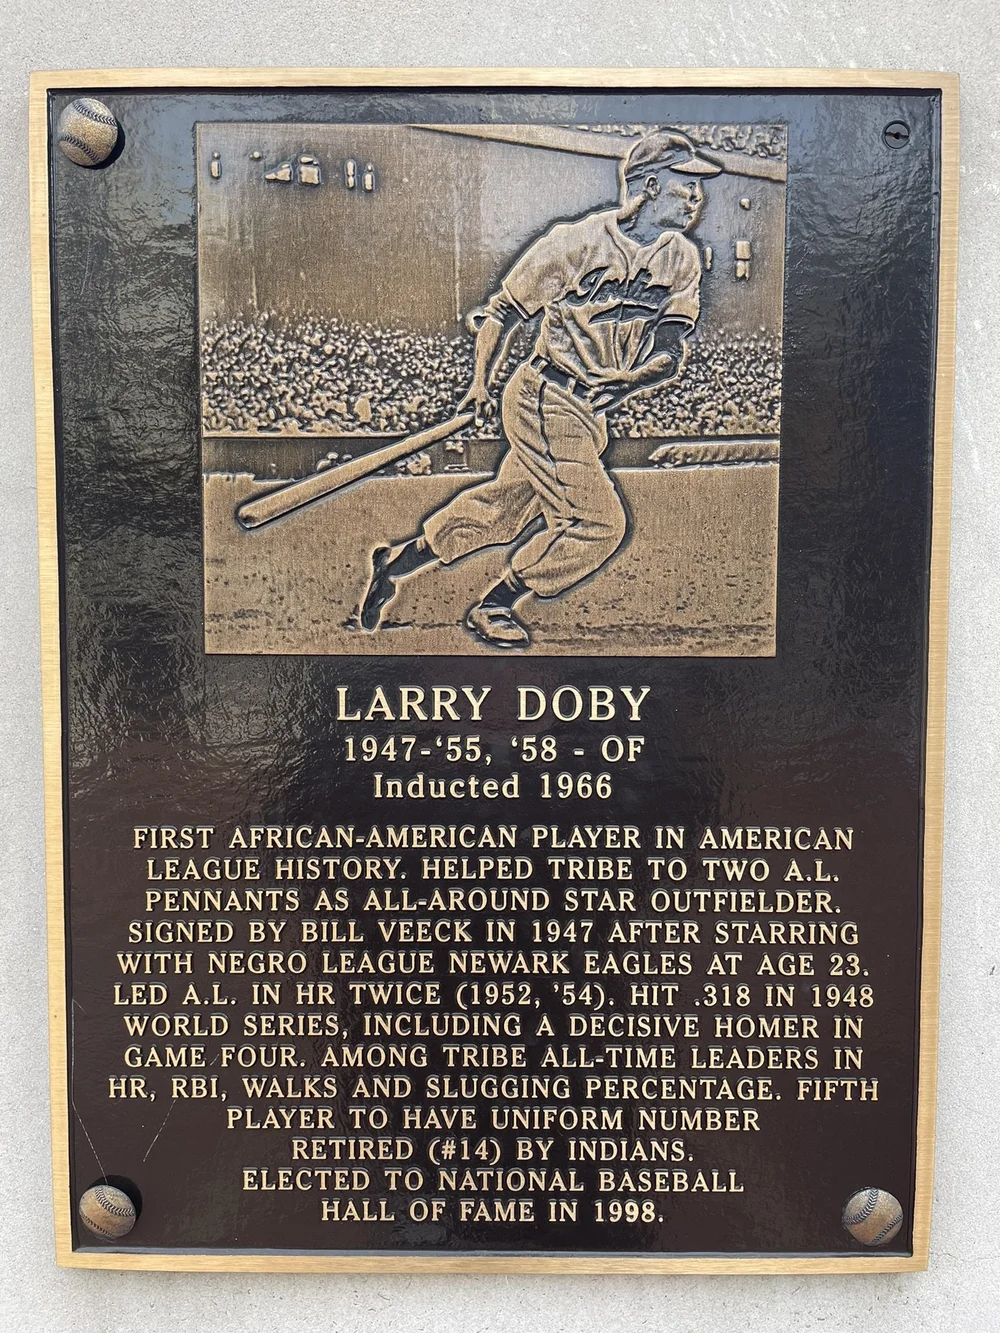 Indians
LARRY DOBY
1947-‘55, ‘58 - OF
Inducted 1966
FIRST AFRICAN-AMERICAN PLAYER IN AMERICAN
LEAGUE HISTORY. HELPED TRIBE TO TWO A.L.
PENNANTS AS ALL-AROUND STAR OUTFIELDER.
SIGNED BY BILL VEECK IN 1947 AFTER STARRING
WITH NEGRO LEAGUE NEWARK EAGLES AT AGE 23.
LED A.L. IN HR TWICE (1952, ’54). HIT .318 IN 1948
WORLD SERIES, INCLUDING A DECISIVE HOMER IN
GAME FOUR. AMONG TRIBE ALL-TIME LEADERS IN
HR, RBI, WALKS AND SLUGGING PERCENTAGE. FIFTH
PLAYER TO HAVE UNIFORM NUMBER
RETIRED (#14) BY INDIANS.
ELECTED TO NATIONAL BASEBALL
HALL OF FAME IN 1998.